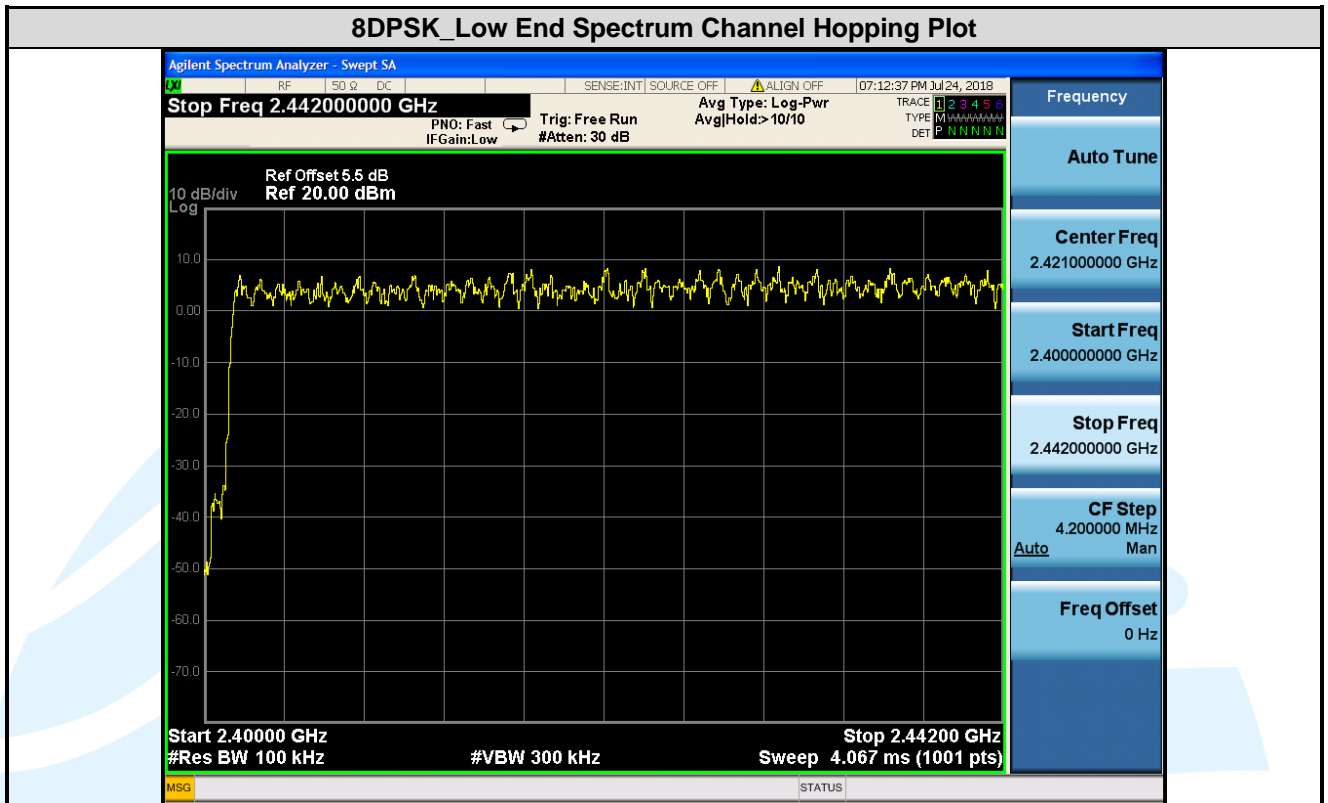 8DPSK_Low End Spectrum Channel Hopping Plot
Agilent Spectrum Analyzer - Swept SA
LXI RF 50 Ω DC SENSE:INT SOURCE OFF ALIGN OFF 07:12:37 PM Jul 24, 2018
Stop Freq 2.442000000 GHz
PNO: Fast
IFGain:Low
Trig: Free Run
#Atten: 30 dB
Avg Type: Log-Pwr
Avg|Hold:>10/10
TRACE 1 2 3 4 5 6
TYPE M W W W W W
DET P N N N N N
Ref Offset 5.5 dB
10 dB/div Ref 20.00 dBm
Log
10.0
0.00
-10.0
-20.0
-30.0
-40.0
-50.0
-60.0
-70.0
Start 2.40000 GHz Stop 2.44200 GHz
#Res BW 100 kHz #VBW 300 kHz Sweep 4.067 ms (1001 pts)
MSG STATUS
Frequency
Auto Tune
Center Freq
2.421000000 GHz
Start Freq
2.400000000 GHz
Stop Freq
2.442000000 GHz
CF Step
4.200000 MHz
Auto Man
Freq Offset
0 Hz